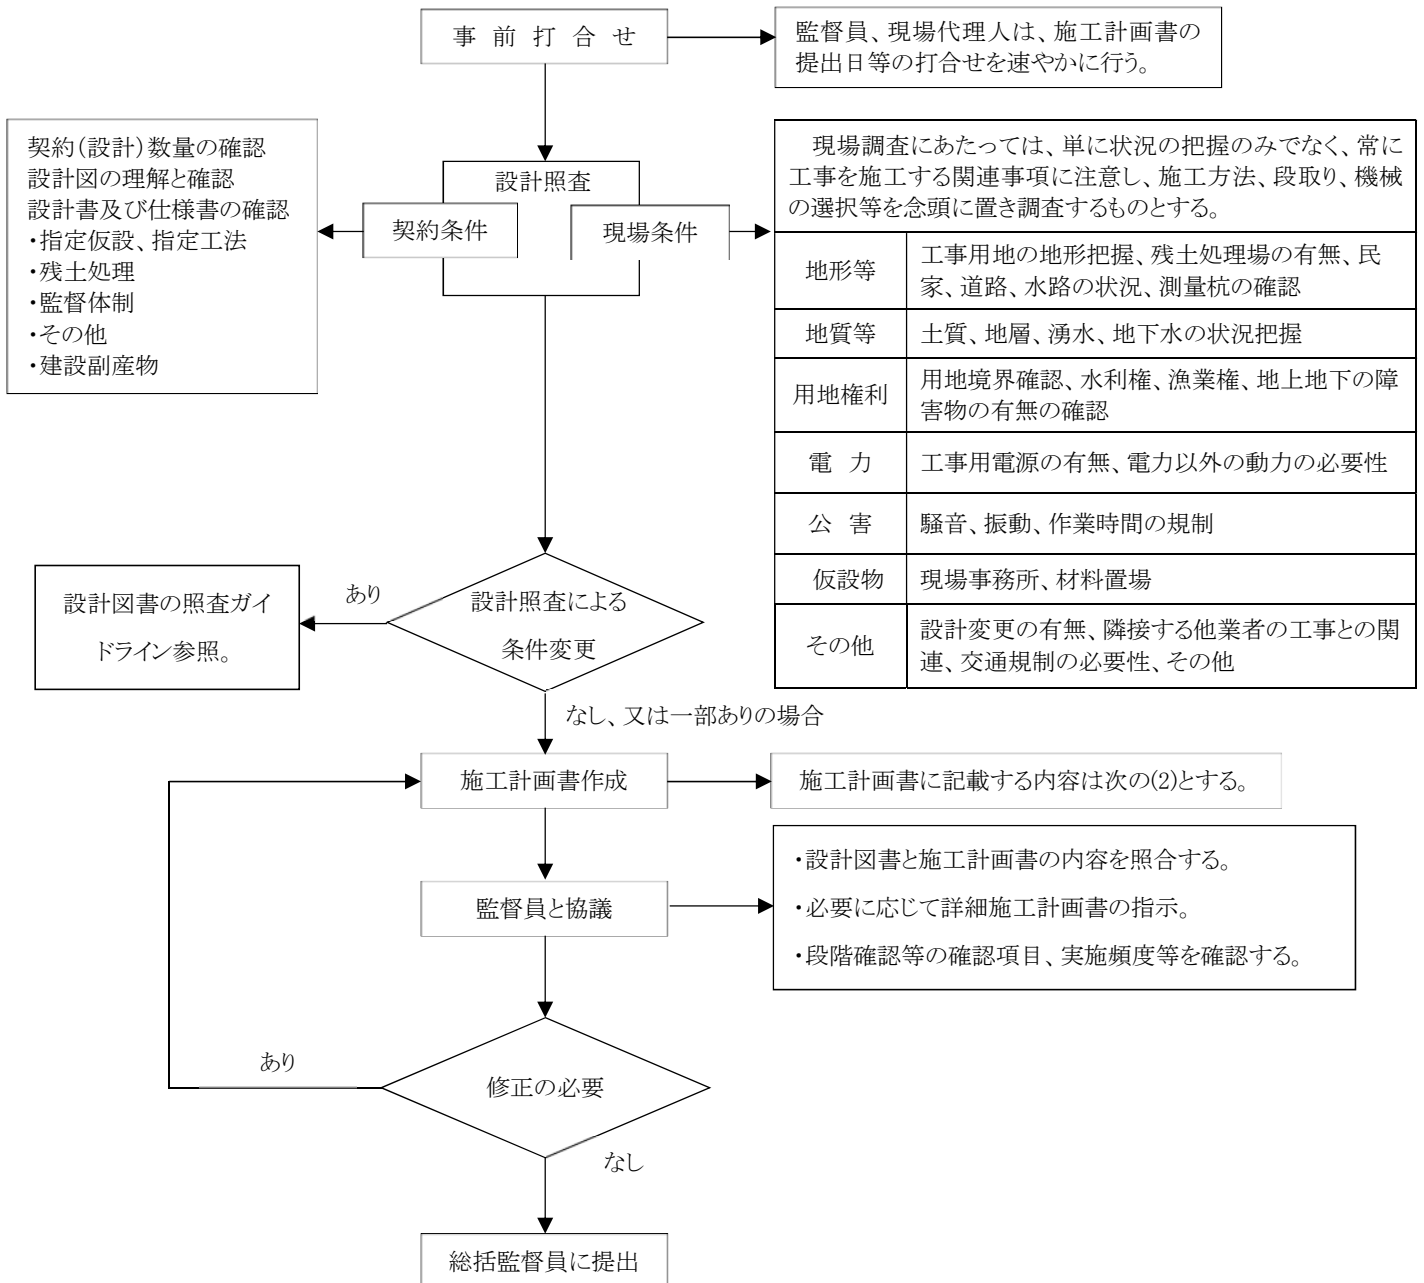 事 前 打 合 せ
監督員、現場代理人は、施工計画書の
提出日等の打合せを速やかに行う。
契約(設計)数量の確認
設計図の理解と確認
設計書及び仕様書の確認
・指定仮設、指定工法
・残土処理
・監督体制
・その他
・建設副産物
設計照査
契約条件
現場条件
現場調査にあたっては、単に状況の把握のみでなく、常に
工事を施工する関連事項に注意し、施工方法、段取り、機械
の選択等を念頭に置き調査するものとする。
地形等
工事用地の地形把握、残土処理場の有無、民
家、道路、水路の状況、測量杭の確認
地質等
土質、地層、湧水、地下水の状況把握
用地権利
用地境界確認、水利権、漁業権、地上地下の障
害物の有無の確認
電 力
工事用電源の有無、電力以外の動力の必要性
公 害
騒音、振動、作業時間の規制
仮設物
現場事務所、材料置場
その他
設計変更の有無、隣接する他業者の工事との関
連、交通規制の必要性、その他
設計図書の照査ガイ
ドライン参照。
あり
設計照査による
条件変更
なし、又は一部ありの場合
施工計画書作成
施工計画書に記載する内容は次の(2)とする。
監督員と協議
・設計図書と施工計画書の内容を照合する。
・必要に応じて詳細施工計画書の指示。
・段階確認等の確認項目、実施頻度等を確認する。
あり
修正の必要
なし
総括監督員に提出